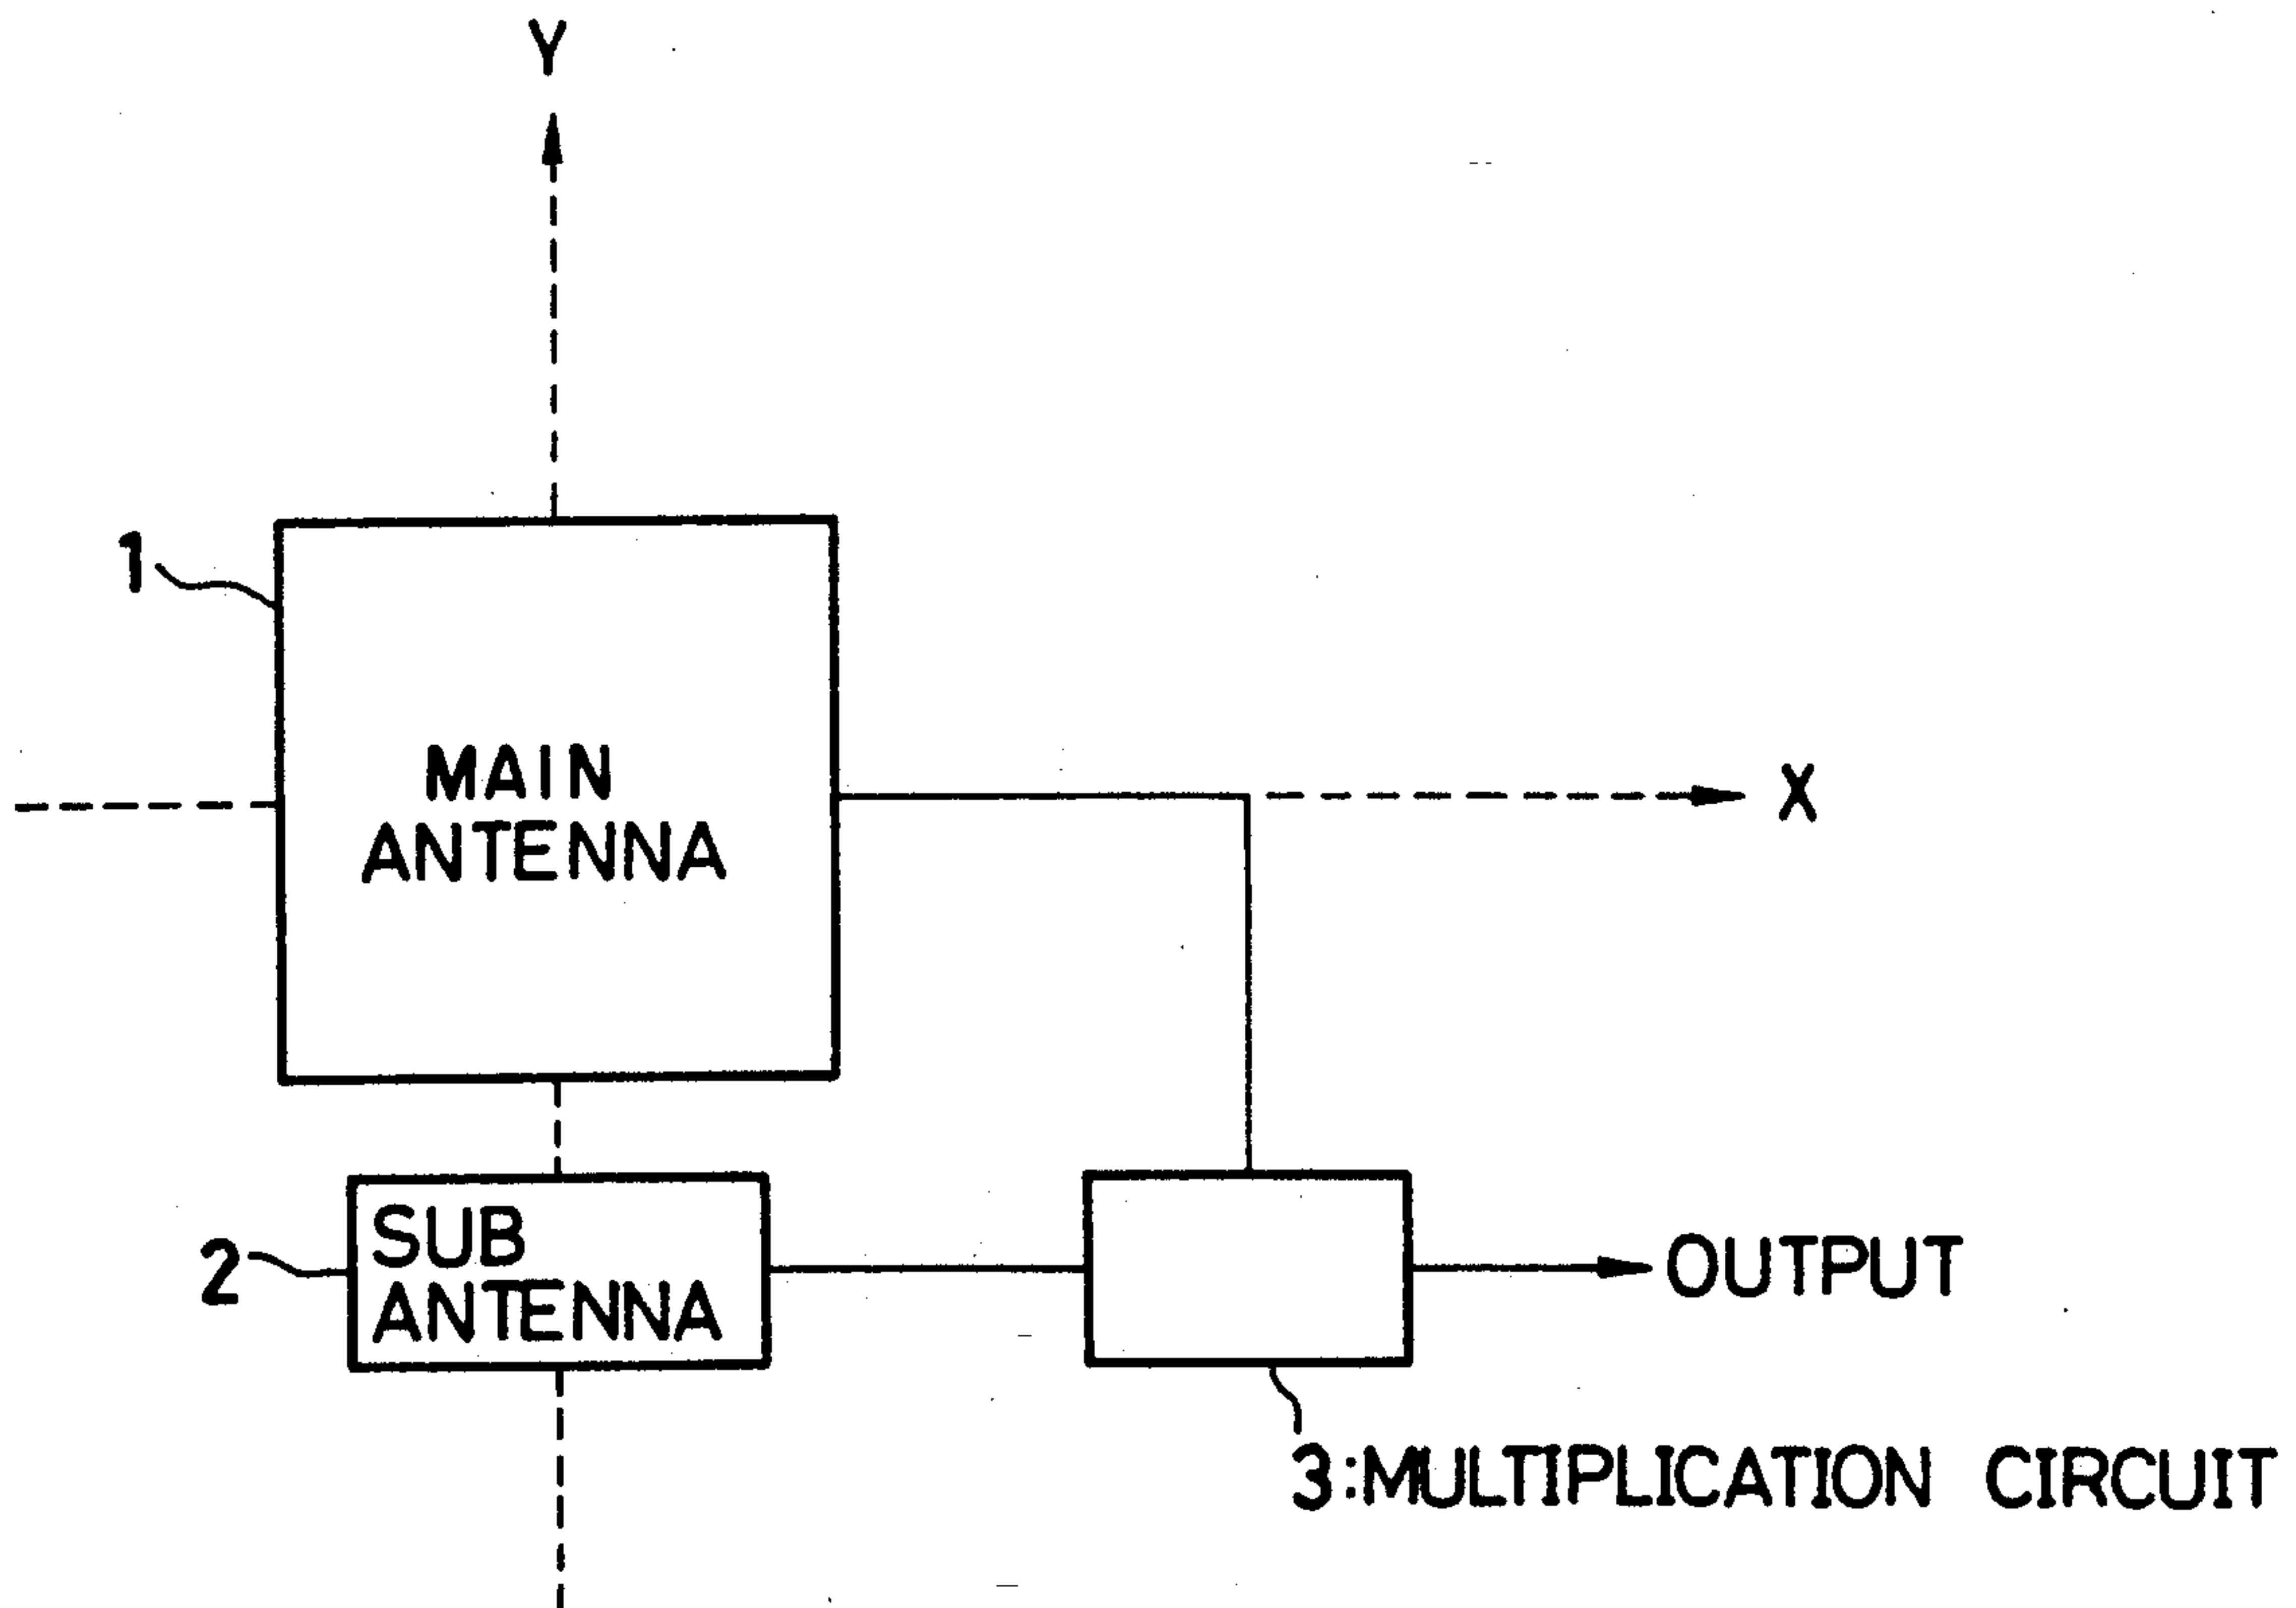 Y
1
MAIN
ANTENNA
X
SUB
ANTENNA
2
OUTPUT
3:MULTIPLICATION CIRCUIT